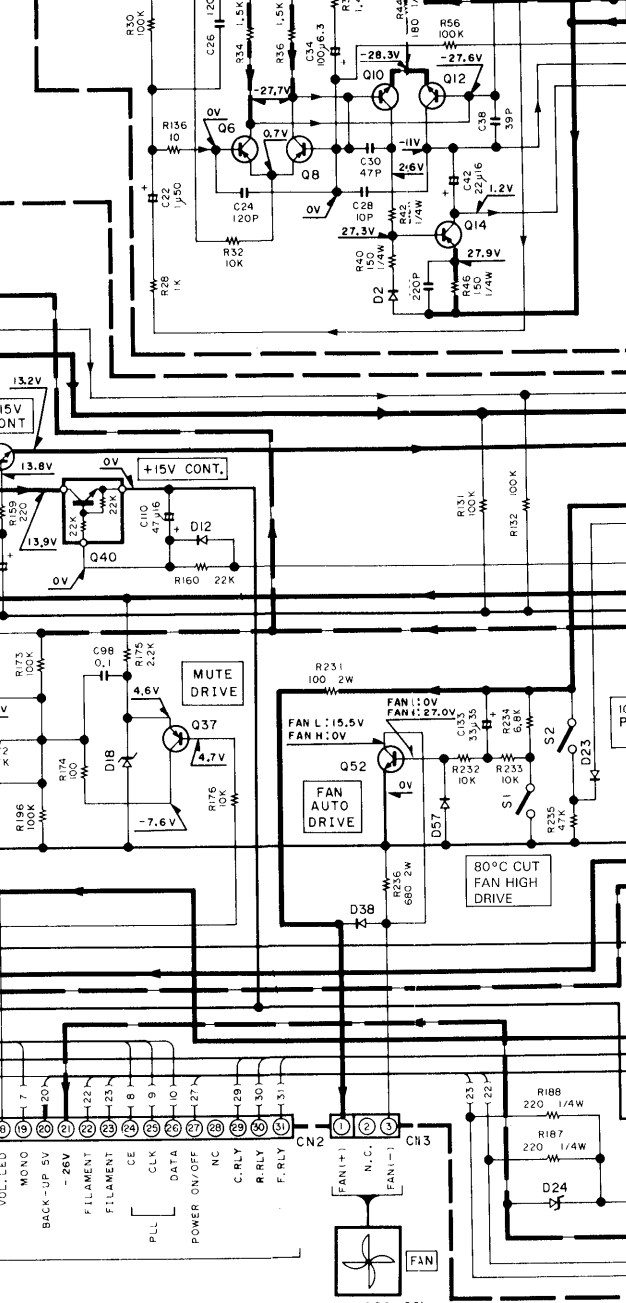 R30
100K
C26
120
R34
1.5K
R36
1.5K
C34
100µ6.3
R44
180
R56
100K
-28.3V
-27.6V
Q10
Q12
-27.7V
0V
R136
10
Q6
0.7V
Q8
C30
47P
-11V
2.6V
C38
39P
C22
1µ50
C24
120P
0V
C28
10P
R42
1/4W
C42
22µ16
1.2V
Q14
27.3V
R32
10K
R40
150
1/4W
27.9V
R28
1K
D2
220P
R46
150
1/4W
13.2V
15V
ONT
13.8V
0V
+15V CONT.
R159
220
22K
22K
C110
47µ16
D12
R131
100K
R132
100K
13.9V
Q40
0V
R160 22K
R173
100K
C98
0.1
R175
2.2K
MUTE
DRIVE
R231
100 2W
4.6V
FAN L:0V
FAN H:27.0V
FAN L:15.5V
FAN H:0V
C133
33µ35
R234
6.8K
S2
Q37
4.7V
R174
100
D18
Q52
R232
10K
R233
10K
D23
R196
100K
-7.6V
R176
10K
FAN
AUTO
DRIVE
0V
D57
S1
R235
47K
R236
680 2W
80°C CUT
FAN HIGH
DRIVE
D38
7
20
22
23
8
9
10
27
29
30
31
23
22
R188
220 1/4W
R187
220 1/4W
D24
18 19 20 21 22 23 24 25 26 27 28 29 30 31
CN2
1 2 3
CN3
VOL.LED
MONO
BACK-UP 5V
-26V
FILAMENT
FILAMENT
CE
CLK
DATA
PLL
POWER ON/OFF
NC
C.RLY
R.RLY
F.RLY
FAN(+)
N.C.
FAN(-)
FAN